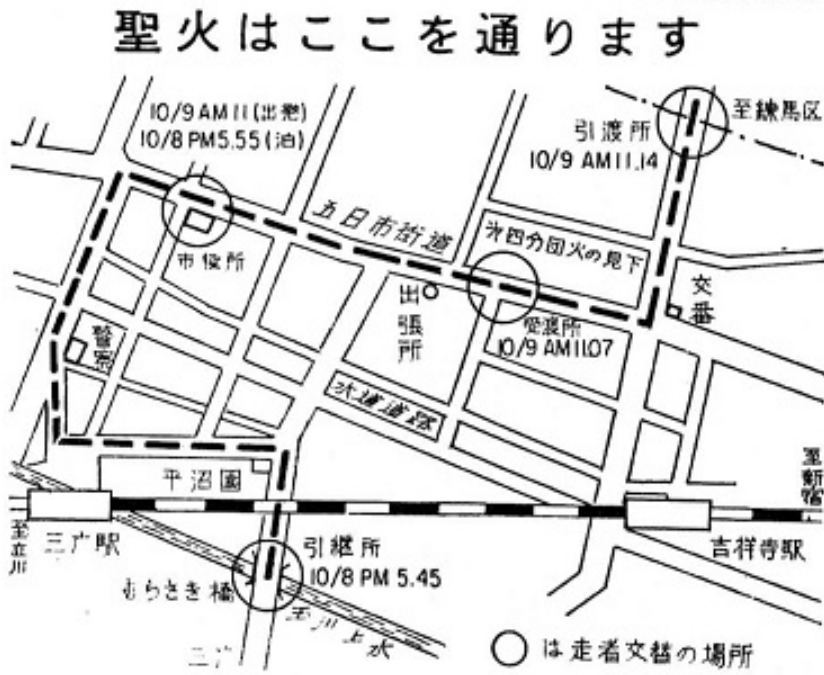 聖火はここを通ります
10/9 AM11(出発)
10/8 PM5.55(泊)
引渡所
10/9 AM11.14
至練馬区
五日市街道
市役所
㐧四分団火の見下
交番
出張所
受渡所
10/9 AM11.07
警察
水道道路
平沼園
至新宿
至立川
三鷹駅
吉祥寺駅
引継所
10/8 PM 5.45
むらさき橋
玉川上水
○は走者交替の場所